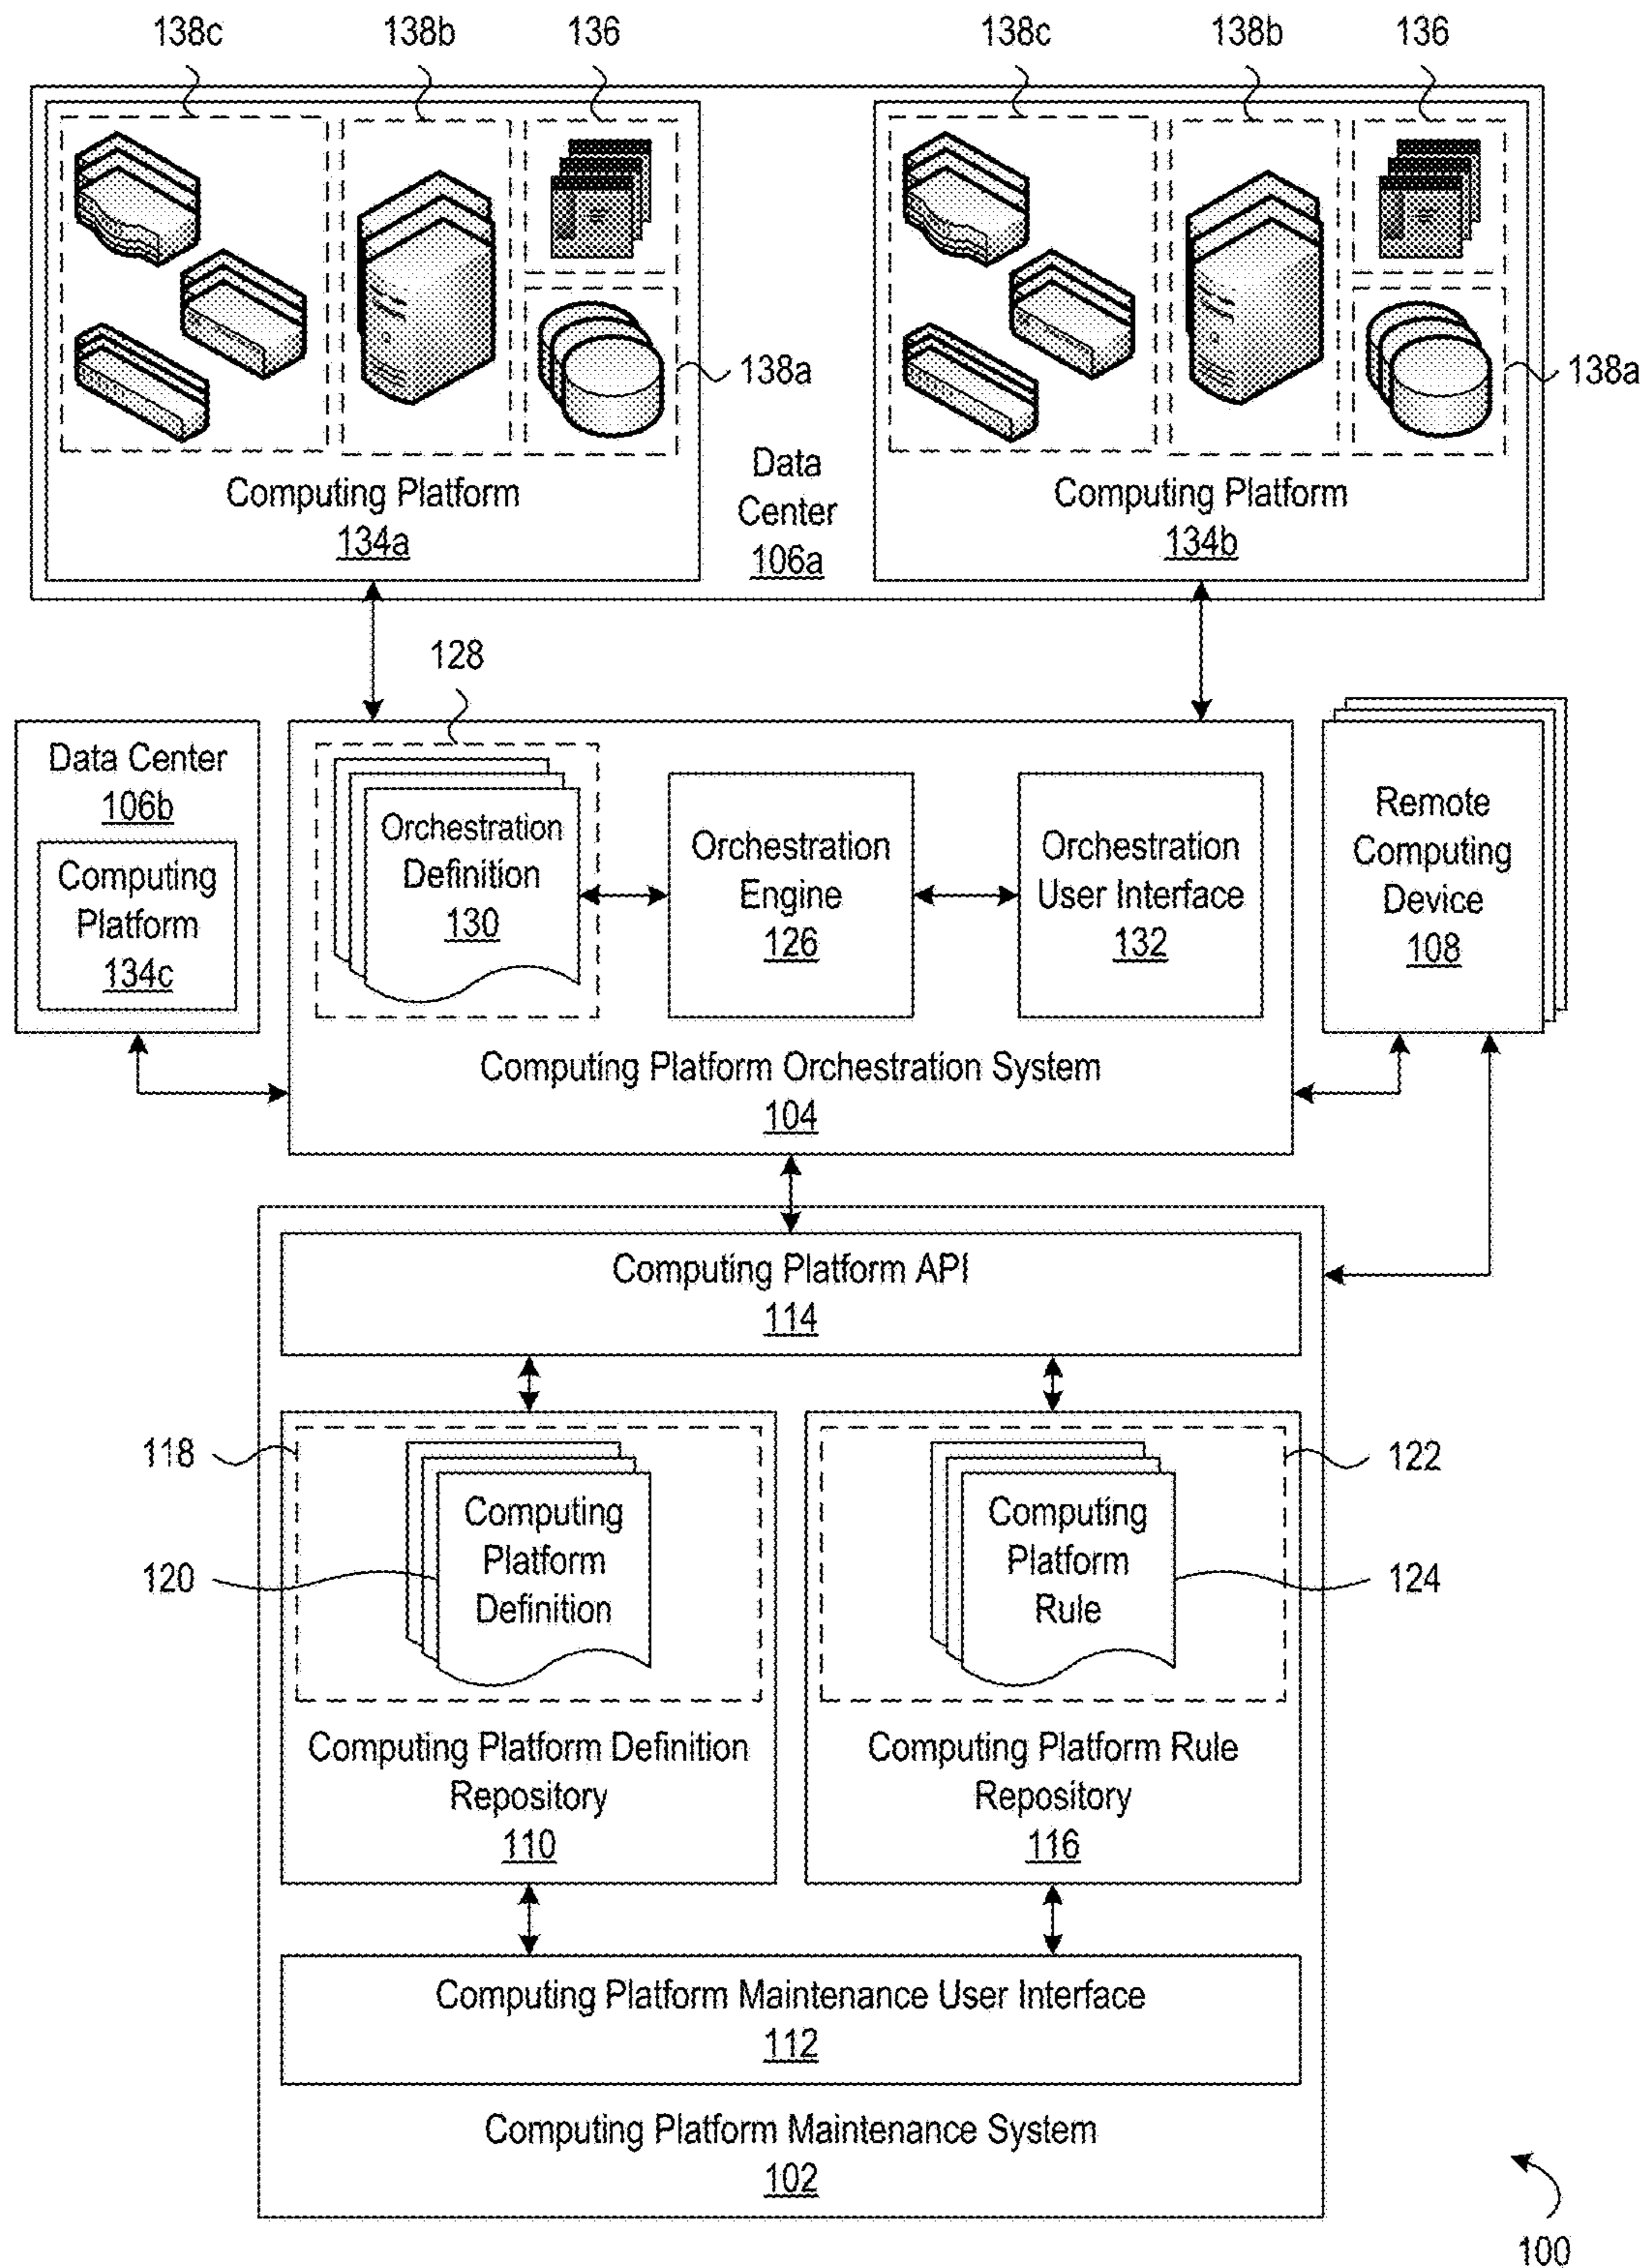 138c
138b
136
138c
138b
136
138a
138a
Computing Platform
134a
Data
Center
106a
Computing Platform
134b
128
Data Center
106b
Computing
Platform
134c
Orchestration
Definition
130
Orchestration
Engine
126
Orchestration
User Interface
132
Remote
Computing
Device
108
Computing Platform Orchestration System
104
Computing Platform API
114
118
Computing
Platform
Definition
120
Computing
Platform
Rule
122
124
Computing Platform Definition
Repository
110
Computing Platform Rule
Repository
116
Computing Platform Maintenance User Interface
112
Computing Platform Maintenance System
102
100